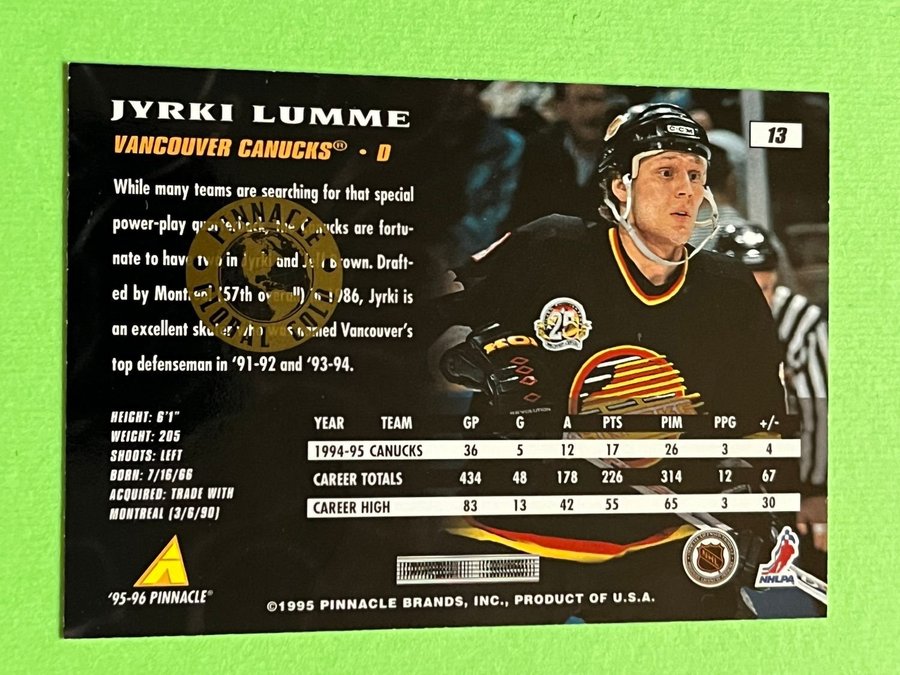 JYRKI LUMME
13
VANCOUVER CANUCKS® • D
While many teams are searching for that special
power-play quarterback, the Canucks are fortu-
nate to have two in Jyrki and Jeff Brown. Draft-
ed by Montreal (57th overall) in 1986, Jyrki is
an excellent skater who was named Vancouver's
top defenseman in '91-92 and '93-94.
PINNACLE
GLOBAL GOLD
CCM
25
HEIGHT: 6'1"
WEIGHT: 205
SHOOTS: LEFT
BORN: 7/16/66
ACQUIRED: TRADE WITH
MONTREAL (3/6/90)
YEAR TEAM GP G A PTS PIM PPG +/-
1994-95 CANUCKS 36 5 12 17 26 3 4
CAREER TOTALS 434 48 178 226 314 12 67
CAREER HIGH 83 13 42 55 65 3 30
NHL
NHLPA
'95-96 PINNACLE®
©1995 PINNACLE BRANDS, INC., PRODUCT OF U.S.A.